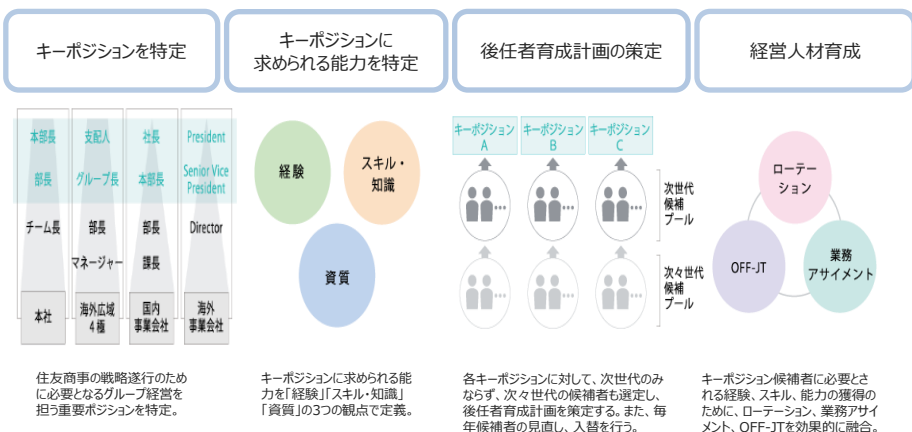 キーポジションを特定
キーポジションに
求められる能力を特定
後任者育成計画の策定
経営人材育成
本部長
部長
チーム長
本社
支配人
グループ長
部長
マネージャー
海外広域
4極
社長
本部長
部長
課長
国内
事業会社
President
Senior Vice
President
Director
海外
事業会社
経験
スキル・
知識
資質
キーポジション
A
キーポジション
B
キーポジション
C
次世代
候補
プール
次々世代
候補
プール
ローテー
ション
OFF-JT
業務
アサイメント
住友商事の戦略遂行のため
に必要となるグループ経営を
担う重要ポジションを特定。
キーポジションに求められる能
力を「経験」「スキル・知識」
「資質」の3つの観点で定義。
各キーポジションに対して、次世代のみ
ならず、次々世代の候補者も選定し、
後任者育成計画を策定する。また、毎
年候補者の見直し、入替を行う。
キーポジション候補者に必要とさ
れる経験、スキル、能力の獲得の
ために、ローテーション、業務アサイ
メント、OFF-JTを効果的に融合。